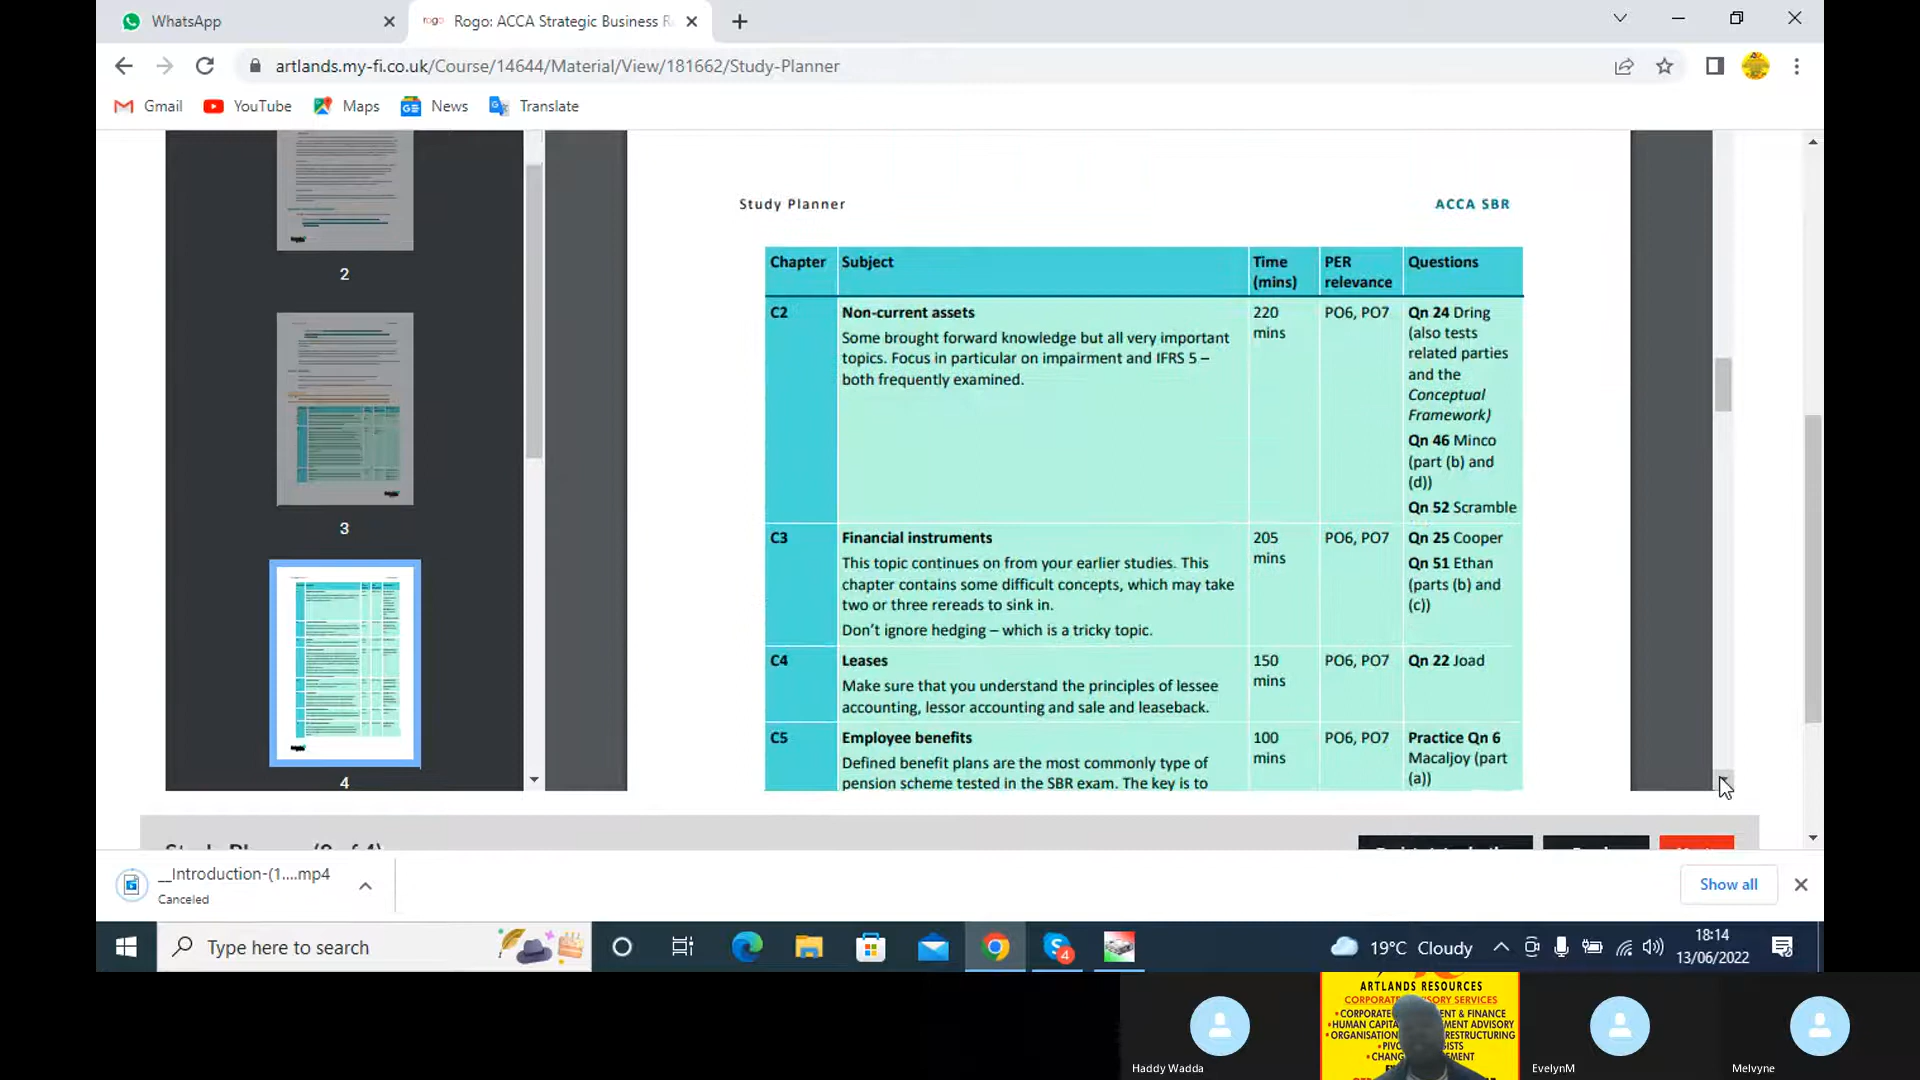 WhatsApp
rogo Rogo: ACCA Strategic Business R
artlands.my-fi.co.uk/Course/14644/Material/View/181662/Study-Planner
Gmail YouTube Maps News Translate
2
3
4
Study Planner ACCA SBR
Chapter Subject Time (mins) PER relevance Questions
C2 Non-current assets 220 mins PO6, PO7 Qn 24 Dring
Some brought forward knowledge but all very important
topics. Focus in particular on impairment and IFRS 5 –
both frequently examined.
(also tests
related parties
and the
Conceptual
Framework)
Qn 46 Minco
(part (b) and
(d))
Qn 52 Scramble
C3 Financial instruments 205 mins PO6, PO7 Qn 25 Cooper
This topic continues on from your earlier studies. This
chapter contains some difficult concepts, which may take
two or three rereads to sink in.
Don't ignore hedging – which is a tricky topic.
Qn 51 Ethan
(parts (b) and
(c))
C4 Leases 150 mins PO6, PO7 Qn 22 Joad
Make sure that you understand the principles of lessee
accounting, lessor accounting and sale and leaseback.
C5 Employee benefits 100 mins PO6, PO7 Practice Qn 6
Defined benefit plans are the most commonly type of
pension scheme tested in the SBR exam. The key is to
Macaljoy (part
(a))
__Introduction-(1....mp4
Canceled
Show all
Type here to search
4
19°C Cloudy
18:14
13/06/2022
ARTLANDS RESOURCES
Haddy Wadda
EvelynM
Melvyne